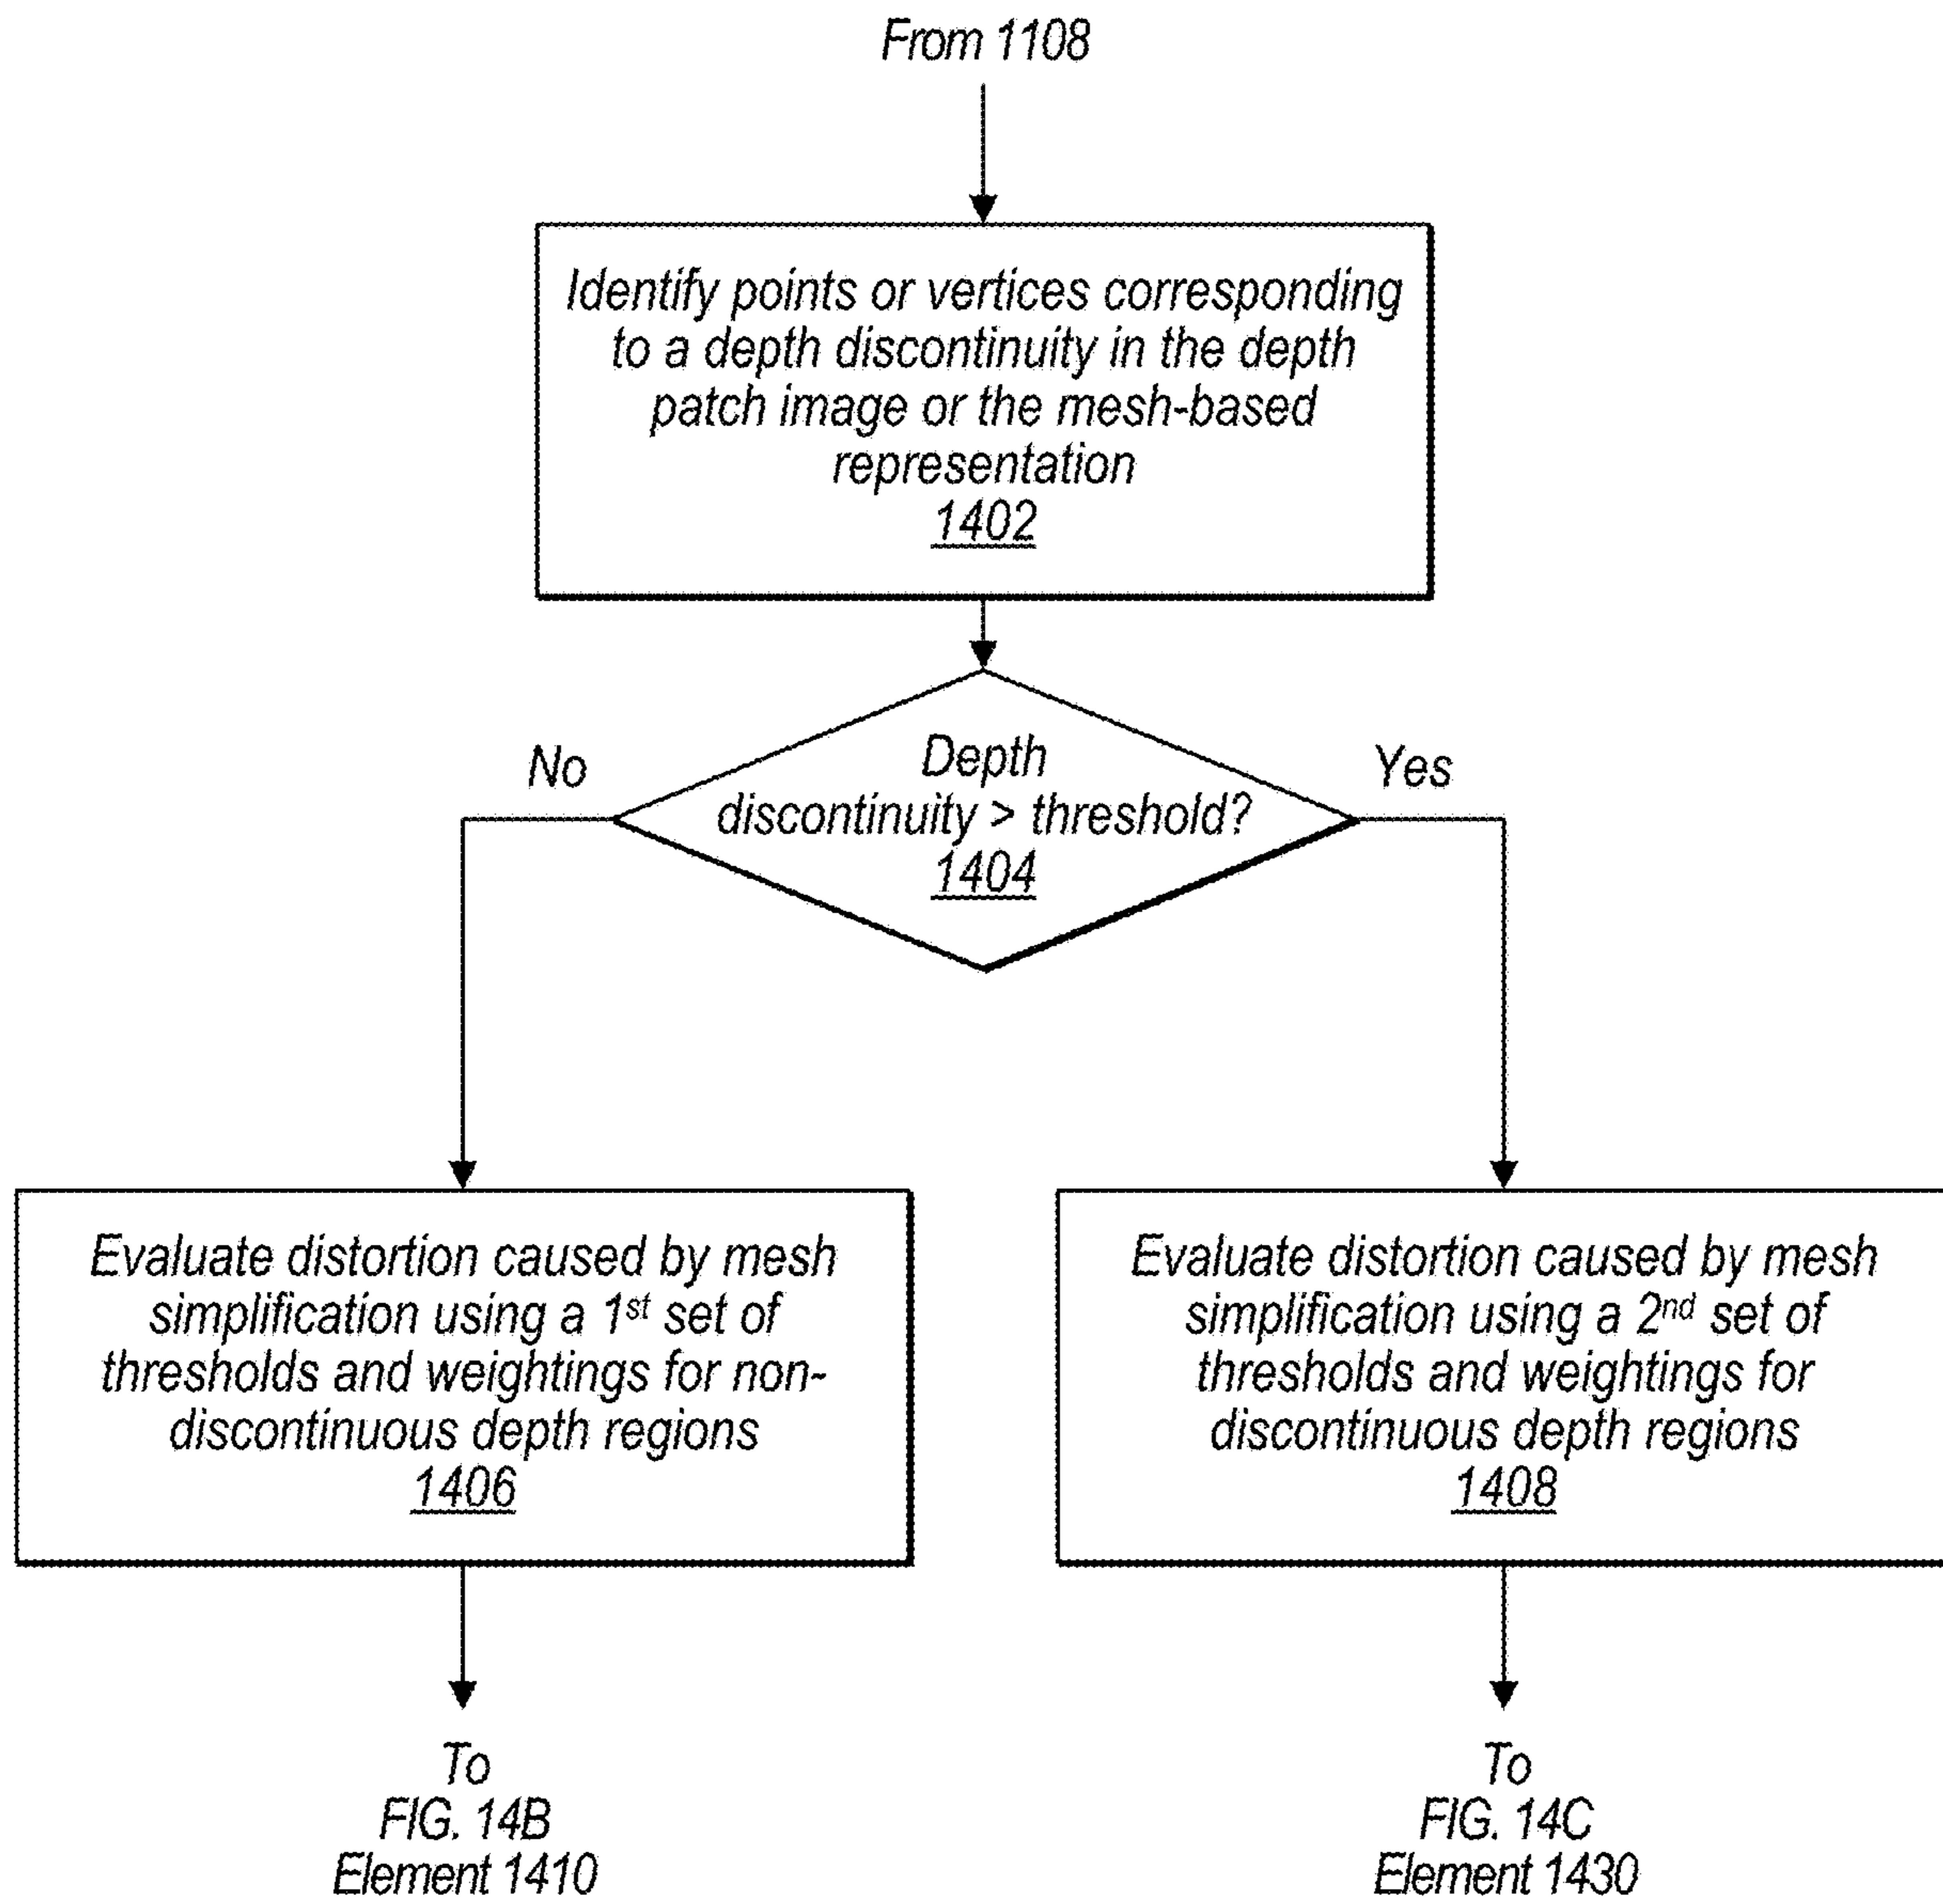 From 1108
Identify points or vertices corresponding
to a depth discontinuity in the depth
patch image or the mesh-based
representation
1402
No
Yes
Depth
discontinuity > threshold?
1404
Evaluate distortion caused by mesh
simplification using a 1st set of
thresholds and weightings for non-
discontinuous depth regions
1406
Evaluate distortion caused by mesh
simplification using a 2nd set of
thresholds and weightings for
discontinuous depth regions
1408
To
FIG. 14B
Element 1410
To
FIG. 14C
Element 1430